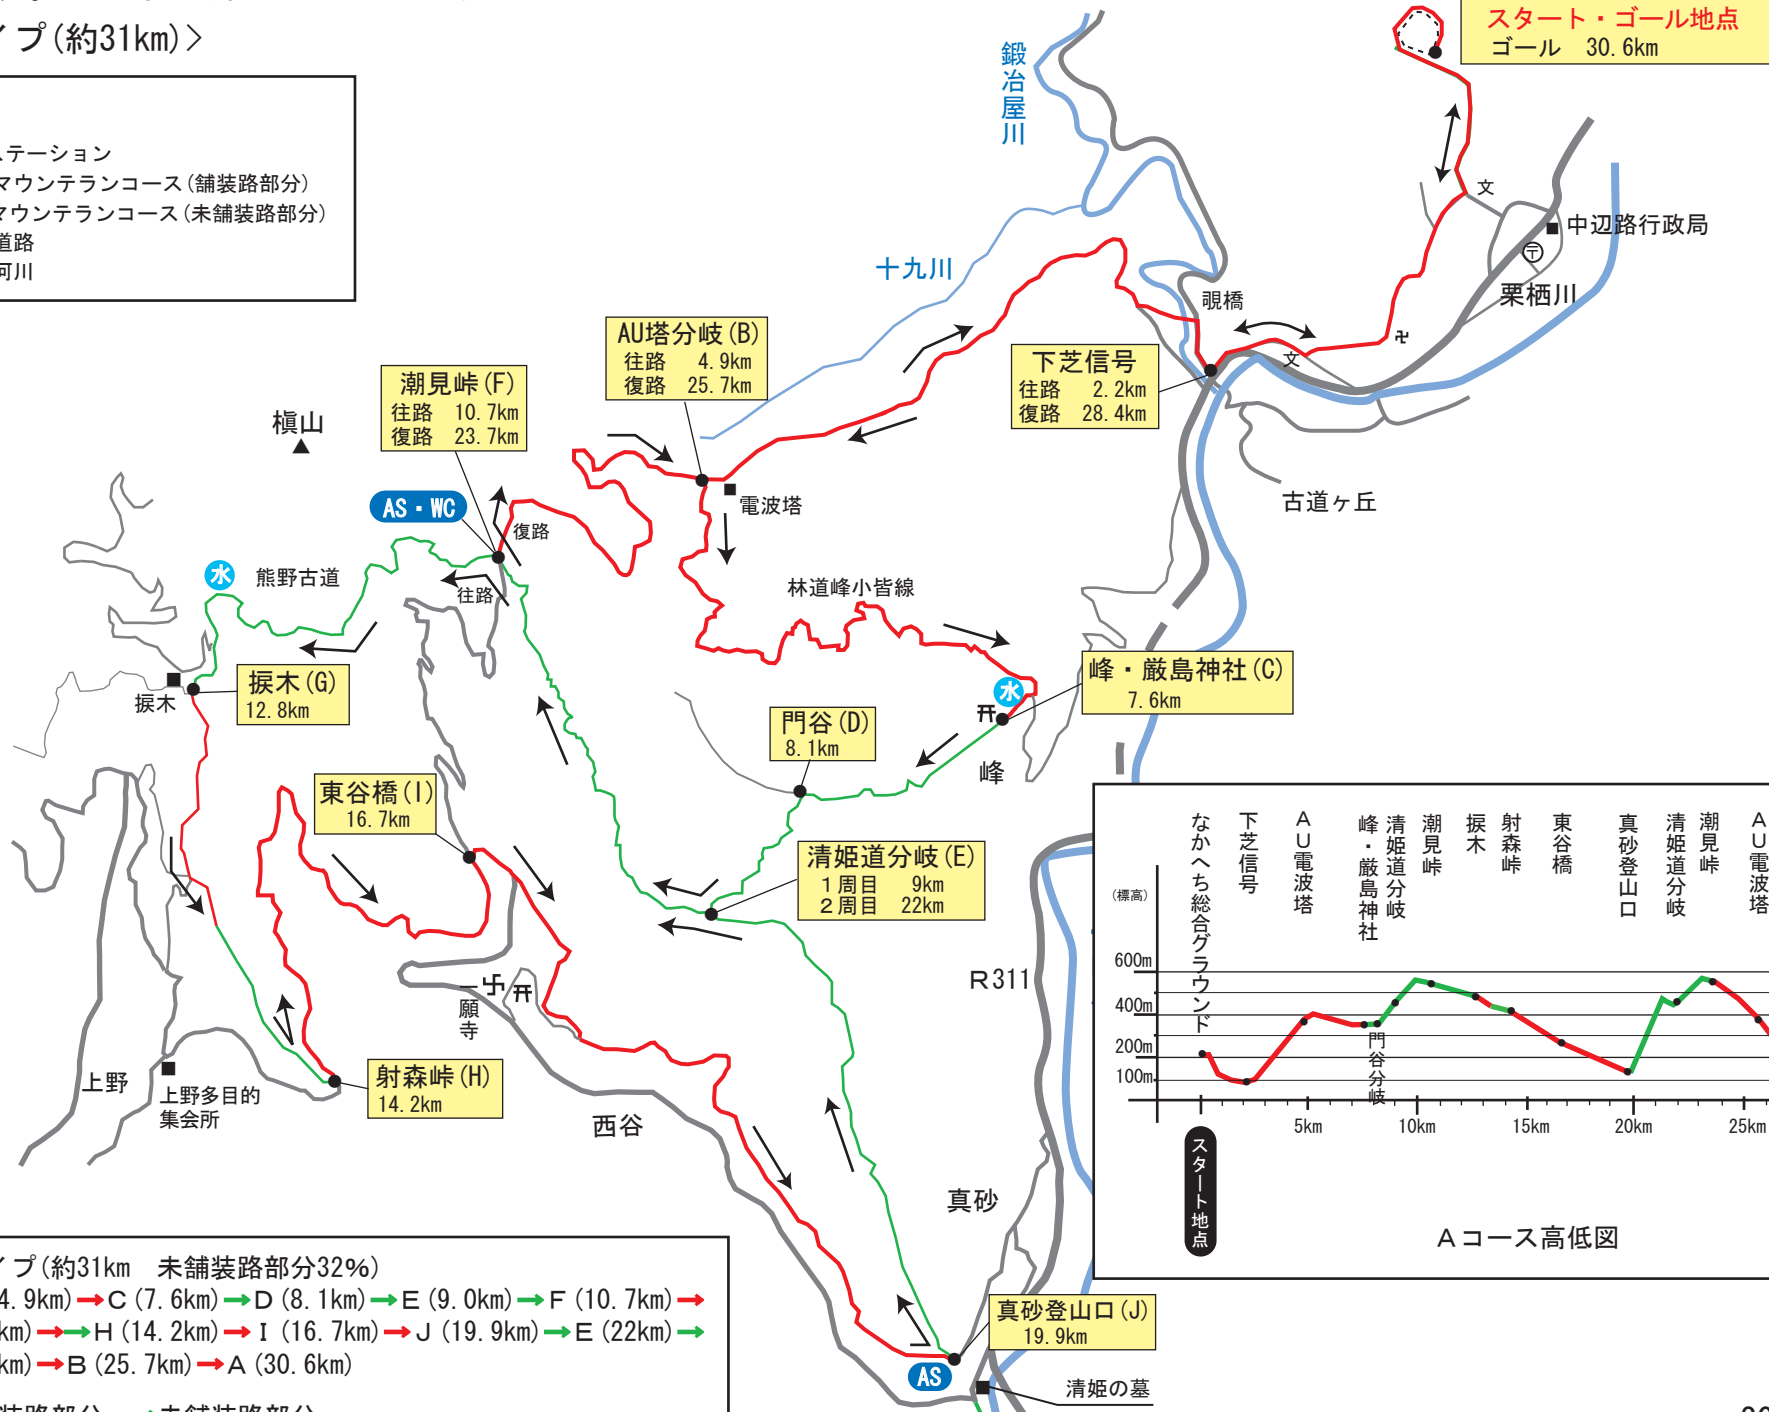 イプ(約31km)>
ステーション
マウンテランコース(舗装路部分)
マウンテランコース(未舗装路部分)
道路
河川
スタート・ゴール地点
ゴール 30.6km
鍛冶屋川
十九川
文
中辺路行政局
〒
栗栖川
覗橋
卍
文
下芝信号
往路 2.2km
復路 28.4km
古道ヶ丘
AU塔分岐(B)
往路 4.9km
復路 25.7km
電波塔
潮見峠(F)
往路 10.7km
復路 23.7km
AS・WC
復路
往路
槇山
水
熊野古道
林道峰小皆線
捩木
捩木(G)
12.8km
水
峰・厳島神社(C)
7.6km
峰
門谷(D)
8.1km
東谷橋(I)
16.7km
清姫道分岐(E)
1周目 9km
2周目 22km
R311
一願寺
上野
上野多目的
集会所
射森峠(H)
14.2km
西谷
真砂
真砂登山口(J)
19.9km
AS
清姫の墓
なかへち総合グラウンド
下芝信号
AU電波塔
峰・厳島神社
清姫道分岐
潮見峠
捩木
射森峠
東谷橋
真砂登山口
清姫道分岐
潮見峠
AU電波塔
(標高)
600m
400m
200m
100m
門谷分岐
5km
10km
15km
20km
25km
スタート地点
Aコース高低図
イプ(約31km 未舗装路部分32%)
4.9km)→C(7.6km)→D(8.1km)→E(9.0km)→F(10.7km)→
km)→→H(14.2km)→I(16.7km)→J(19.9km)→E(22km)→
km)→B(25.7km)→A(30.6km)